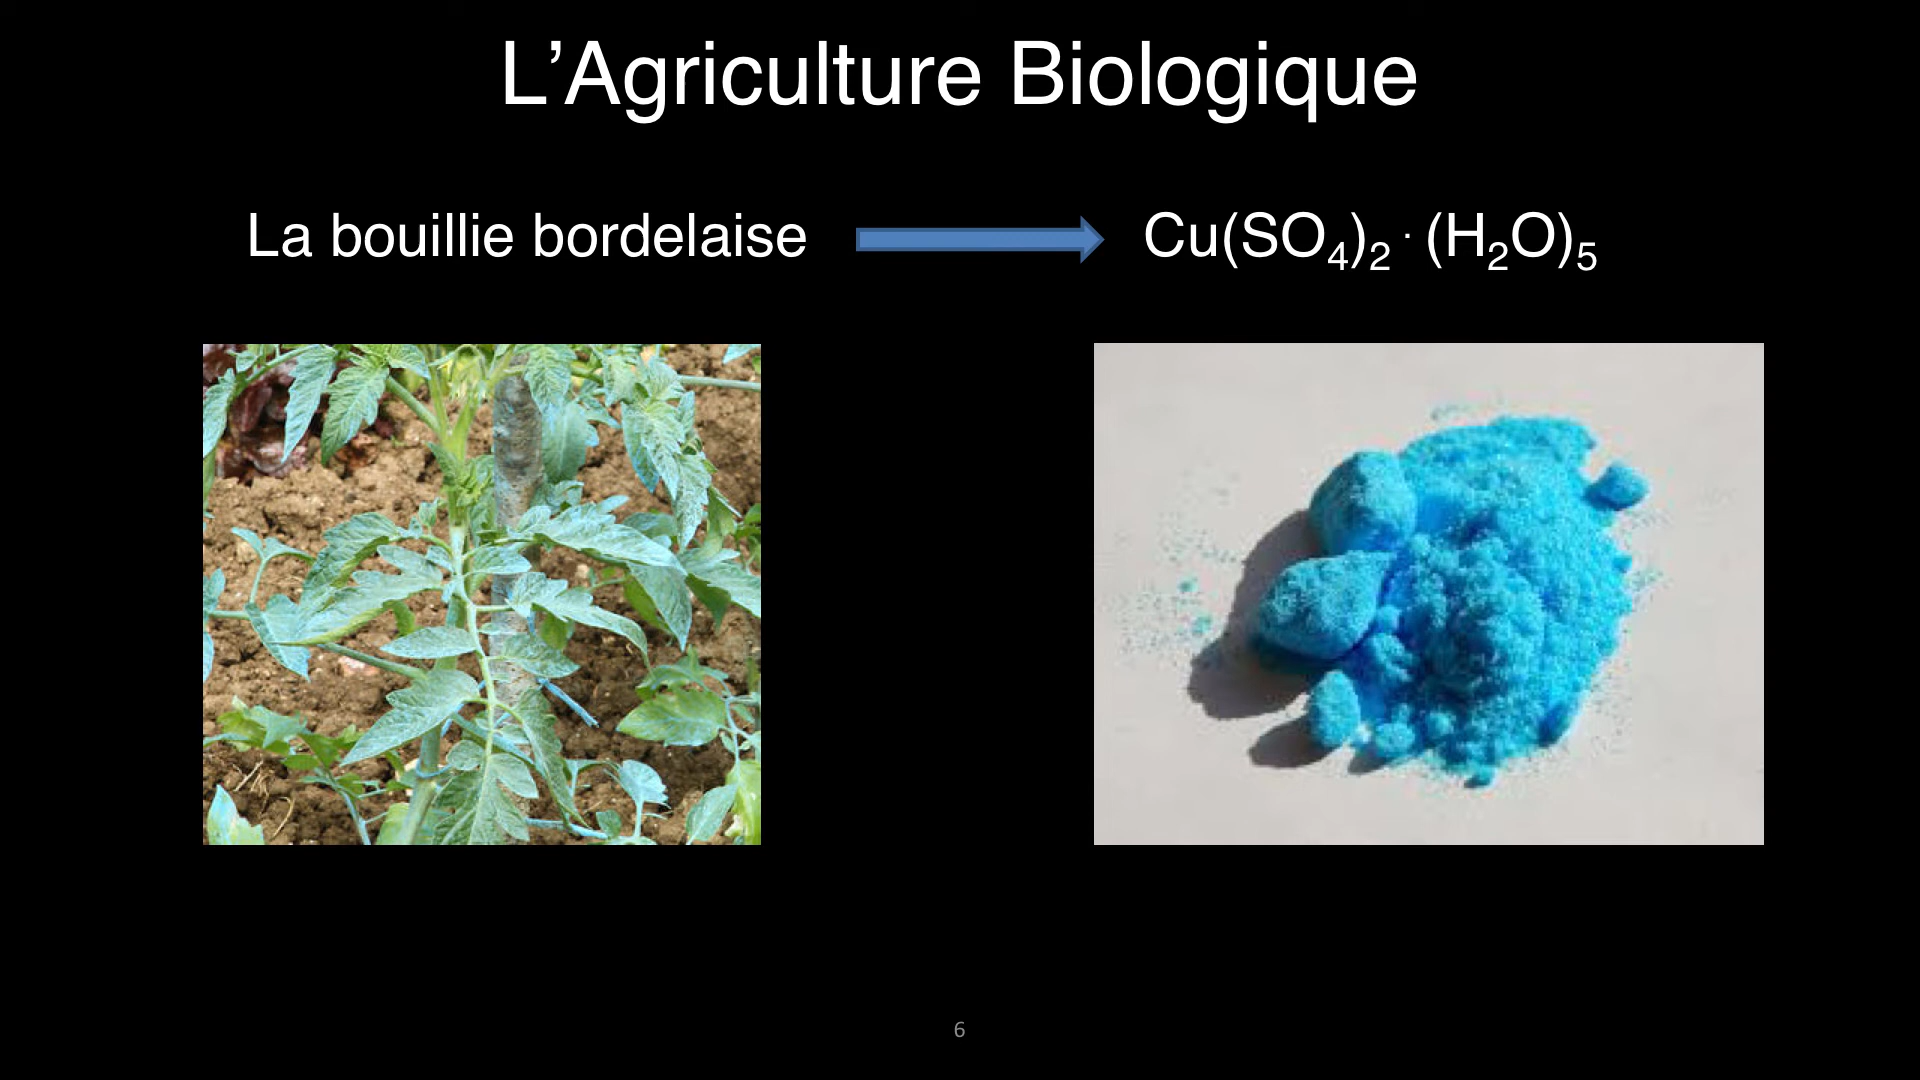 L’Agriculture Biologique
La bouillie bordelaise
Cu(SO₄)₂ · (H₂O)₅
6